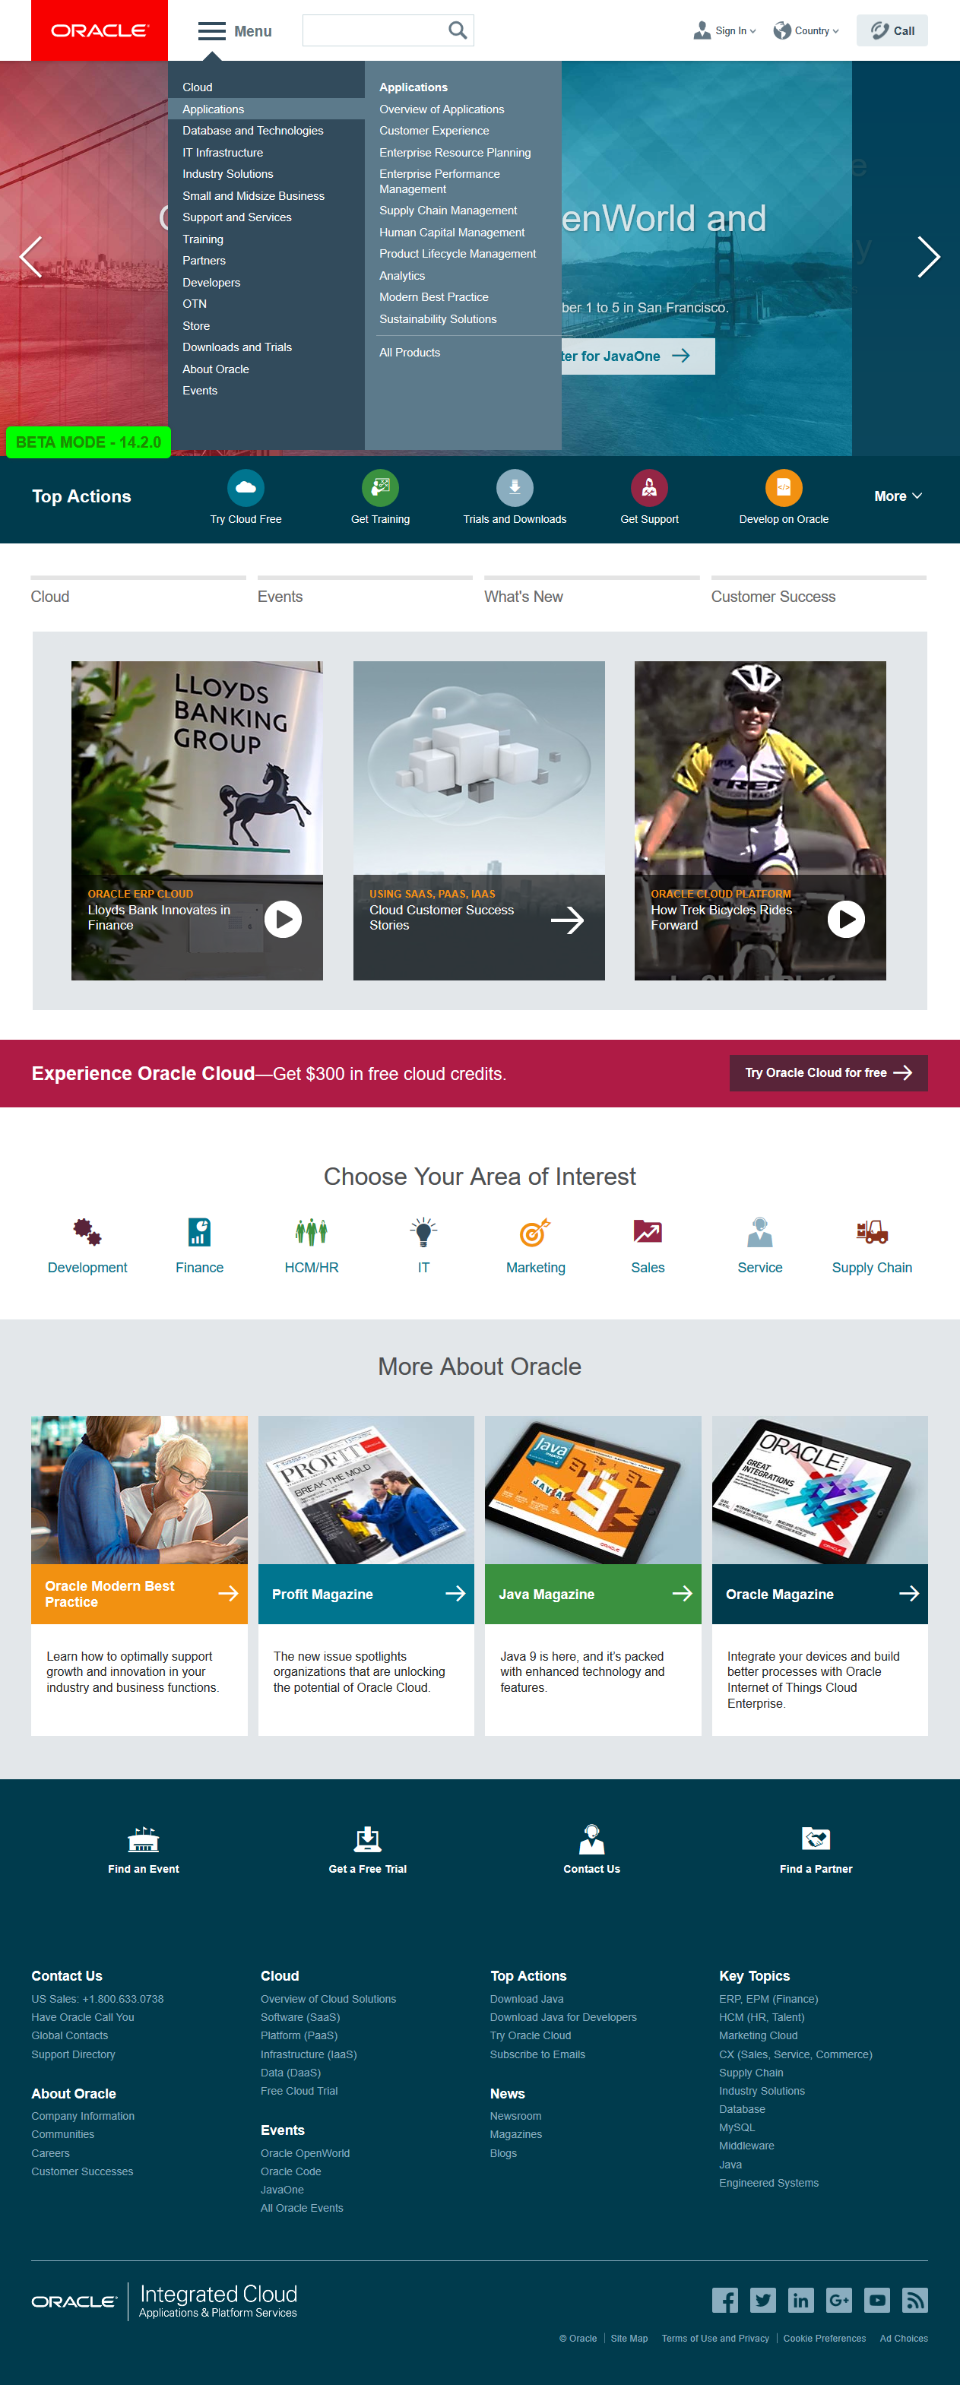 ORACLE
Menu
Sign In
Country
Call
Cloud
Applications
Database and Technologies
IT Infrastructure
Industry Solutions
Small and Midsize Business
Support and Services
Training
Partners
Developers
OTN
Store
Downloads and Trials
About Oracle
Events
Applications
Overview of Applications
Customer Experience
Enterprise Resource Planning
Enterprise Performance
Management
Supply Chain Management
Human Capital Management
Product Lifecycle Management
Analytics
Modern Best Practice
Sustainability Solutions
All Products
enWorld and
ber 1 to 5 in San Francisco.
ter for JavaOne
BETA MODE - 14.2.0
Top Actions
Try Cloud Free
Get Training
Trials and Downloads
Get Support
Develop on Oracle
More
Cloud
Events
What's New
Customer Success
LLOYDS
BANKING
GROUP
ORACLE ERP CLOUD
Lloyds Bank Innovates in
Finance
USING SAAS, PAAS, IAAS
Cloud Customer Success
Stories
TREK
ORACLE CLOUD PLATFORM
How Trek Bicycles Rides
Forward
Experience Oracle Cloud—Get $300 in free cloud credits.
Try Oracle Cloud for free
Choose Your Area of Interest
Development
Finance
HCM/HR
IT
Marketing
Sales
Service
Supply Chain
More About Oracle
PROFIT
BREAK THE MOLD
java
JAVA
ORACLE
GREAT
INTEGRATIONS
Oracle Modern Best
Practice
Profit Magazine
Java Magazine
Oracle Magazine
Learn how to optimally support
growth and innovation in your
industry and business functions.
The new issue spotlights
organizations that are unlocking
the potential of Oracle Cloud.
Java 9 is here, and it's packed
with enhanced technology and
features.
Integrate your devices and build
better processes with Oracle
Internet of Things Cloud
Enterprise.
Find an Event
Get a Free Trial
Contact Us
Find a Partner
Contact Us
US Sales: +1.800.633.0738
Have Oracle Call You
Global Contacts
Support Directory
About Oracle
Company Information
Communities
Careers
Customer Successes
Cloud
Overview of Cloud Solutions
Software (SaaS)
Platform (PaaS)
Infrastructure (IaaS)
Data (DaaS)
Free Cloud Trial
Events
Oracle OpenWorld
Oracle Code
JavaOne
All Oracle Events
Top Actions
Download Java
Download Java for Developers
Try Oracle Cloud
Subscribe to Emails
News
Newsroom
Magazines
Blogs
Key Topics
ERP, EPM (Finance)
HCM (HR, Talent)
Marketing Cloud
CX (Sales, Service, Commerce)
Supply Chain
Industry Solutions
Database
MySQL
Middleware
Java
Engineered Systems
ORACLE
Integrated Cloud
Applications & Platform Services
© Oracle
Site Map
Terms of Use and Privacy
Cookie Preferences
Ad Choices